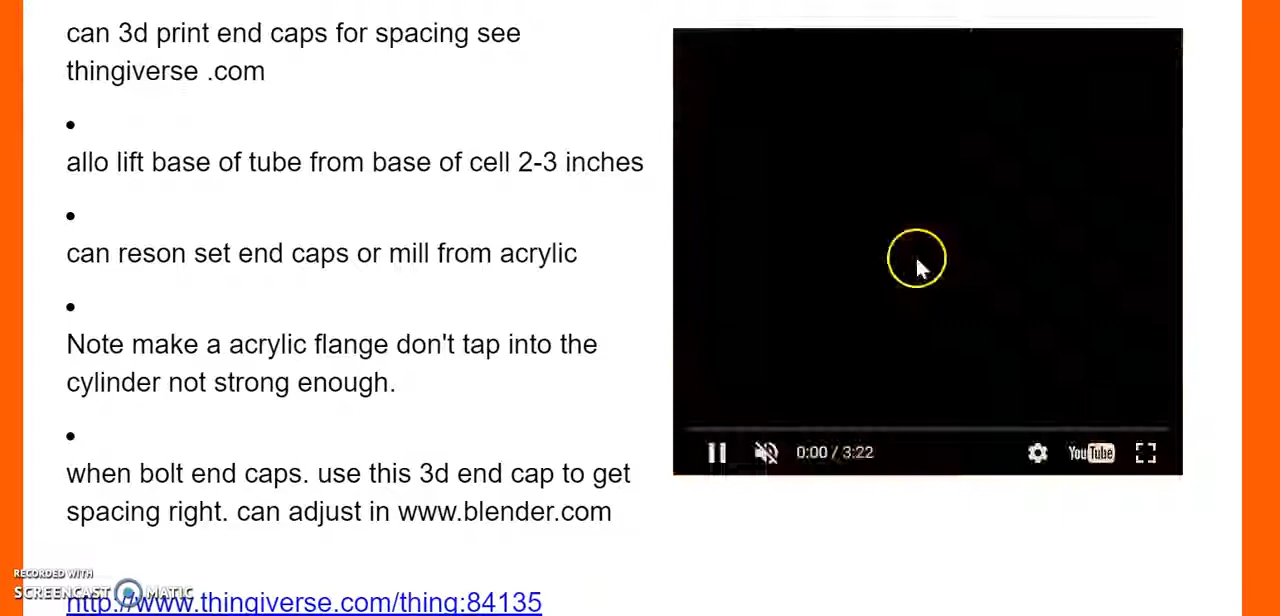 can 3d print end caps for spacing see
thingiverse .com
allo lift base of tube from base of cell 2-3 inches
can reson set end caps or mill from acrylic
Note make a acrylic flange don't tap into the
cylinder not strong enough.
when bolt end caps. use this 3d end cap to get
spacing right. can adjust in www.blender.com
http://www.thingiverse.com/thing:84135
0:00 / 3:22
YouTube
RECORDED WITH
SCREENCAST MATIC